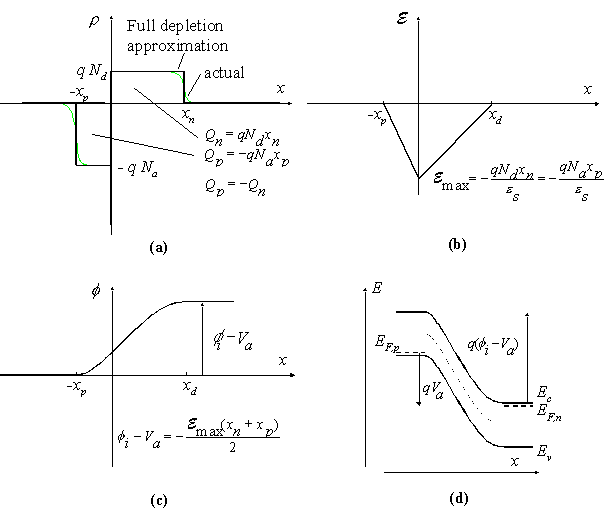 ρ
Full depletion
approximation
q N_d
actual
-x_p
x
x_n
Q_n = qN_d x_n
Q_p = -qN_a x_p
- q N_a
Q_p = -Q_n
(a)
ℰ
x
-x_p
x_d
ℰ_max = - qN_d x_n / ε_s = - qN_a x_p / ε_s
(b)
ϕ
ϕ_i - V_a
x
-x_p
x_d
ϕ_i - V_a = - ℰ_max(x_n + x_p) / 2
(c)
E
q(ϕ_i - V_a)
E_F,p
qV_a
E_c
E_F,n
E_v
x
(d)